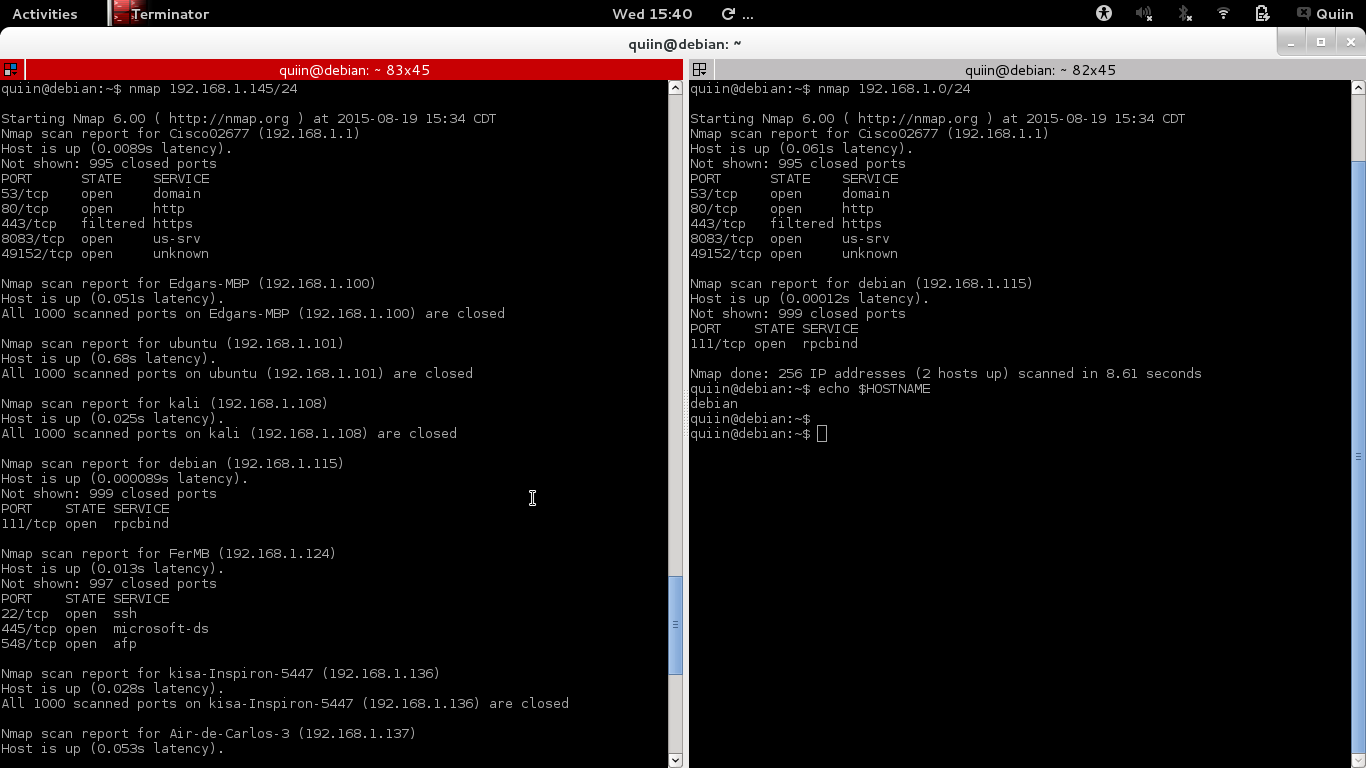 Activities Terminator Wed 15:40 ... Quiin
quiin@debian: ~
quiin@debian: ~ 83x45
quiin@debian:~$ nmap 192.168.1.145/24

Starting Nmap 6.00 ( http://nmap.org ) at 2015-08-19 15:34 CDT
Nmap scan report for Cisco02677 (192.168.1.1)
Host is up (0.0089s latency).
Not shown: 995 closed ports
PORT      STATE    SERVICE
53/tcp    open     domain
80/tcp    open     http
443/tcp   filtered https
8083/tcp  open     us-srv
49152/tcp open     unknown

Nmap scan report for Edgars-MBP (192.168.1.100)
Host is up (0.051s latency).
All 1000 scanned ports on Edgars-MBP (192.168.1.100) are closed

Nmap scan report for ubuntu (192.168.1.101)
Host is up (0.68s latency).
All 1000 scanned ports on ubuntu (192.168.1.101) are closed

Nmap scan report for kali (192.168.1.108)
Host is up (0.025s latency).
All 1000 scanned ports on kali (192.168.1.108) are closed

Nmap scan report for debian (192.168.1.115)
Host is up (0.000089s latency).
Not shown: 999 closed ports
PORT    STATE SERVICE
111/tcp open  rpcbind

Nmap scan report for FerMB (192.168.1.124)
Host is up (0.013s latency).
Not shown: 997 closed ports
PORT    STATE SERVICE
22/tcp  open  ssh
445/tcp open  microsoft-ds
548/tcp open  afp

Nmap scan report for kisa-Inspiron-5447 (192.168.1.136)
Host is up (0.028s latency).
All 1000 scanned ports on kisa-Inspiron-5447 (192.168.1.136) are closed

Nmap scan report for Air-de-Carlos-3 (192.168.1.137)
Host is up (0.053s latency).
quiin@debian: ~ 82x45
quiin@debian:~$ nmap 192.168.1.0/24

Starting Nmap 6.00 ( http://nmap.org ) at 2015-08-19 15:34 CDT
Nmap scan report for Cisco02677 (192.168.1.1)
Host is up (0.061s latency).
Not shown: 995 closed ports
PORT      STATE    SERVICE
53/tcp    open     domain
80/tcp    open     http
443/tcp   filtered https
8083/tcp  open     us-srv
49152/tcp open     unknown

Nmap scan report for debian (192.168.1.115)
Host is up (0.00012s latency).
Not shown: 999 closed ports
PORT    STATE SERVICE
111/tcp open  rpcbind

Nmap done: 256 IP addresses (2 hosts up) scanned in 8.61 seconds
quiin@debian:~$ echo $HOSTNAME
debian
quiin@debian:~$
quiin@debian:~$